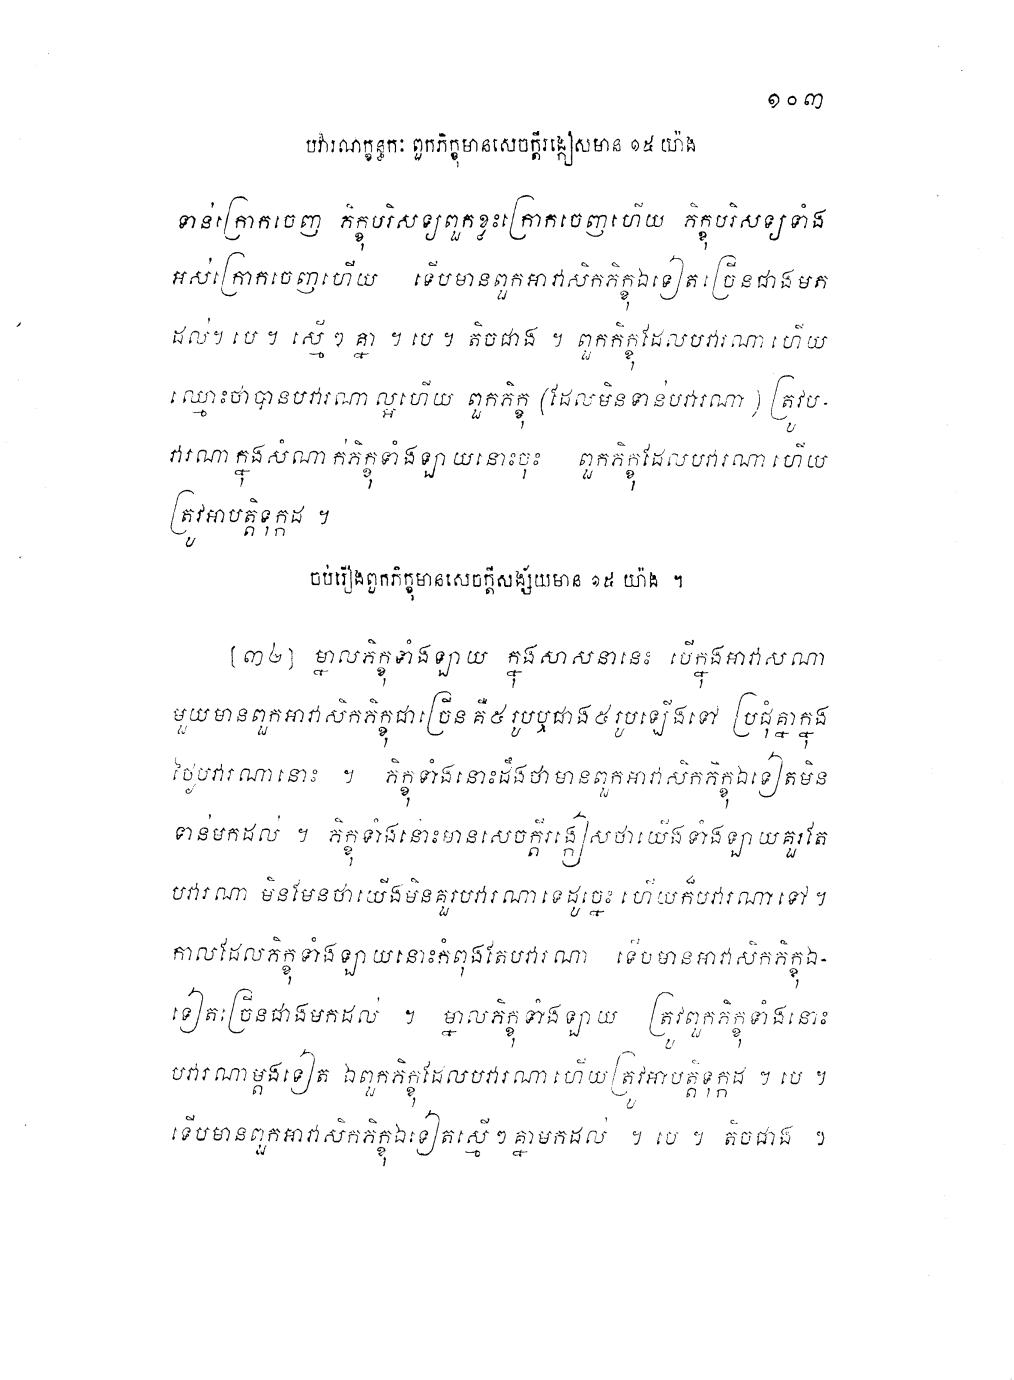 ១០៣
បវារណក្ខន្ធកៈ ពួកភិក្ខុមានសេចក្តីរង្កៀសមាន ១៥ យ៉ាង
ទាន់ក្រោកចេញ ភិក្ខុបរិសទ្យពួកខ្លះក្រោកចេញហើយ ភិក្ខុបរិសទ្យទាំង
អស់ក្រោកចេញហើយ ទើបមានពួកអាវាសិកភិក្ខុឯទៀតច្រើនជាងមក
ដល់។ បេ ។ ស្មើ ៗ គ្នា ។ បេ ។ តិចជាង ។ ពួកភិក្ខុដែលបវារណាហើយ
ឈ្មោះថាបានបវារណាល្អហើយ ពួកភិក្ខុ (ដែលមិនទាន់បវារណា) ត្រូវប-
វារណាក្នុងសំណាក់ភិក្ខុទាំងឡាយនោះចុះ ពួកភិក្ខុដែលបវារណាហើយ
ត្រូវអាបត្តិទុក្កដ ។
ចប់រឿងពួកភិក្ខុមានសេចក្តីសង្ស័យមាន ១៥ យ៉ាង ។
[៣៤] ម្នាលភិក្ខុទាំងឡាយ ក្នុងសាសនានេះ បើក្នុងអាវាសណា
មួយមានពួកអាវាសិកភិក្ខុជាច្រើន គឺ៥រូបឬជាង៥រូបឡើងទៅ ប្រជុំគ្នាក្នុង
ថ្ងៃបវារណានោះ ។ ភិក្ខុទាំងនោះដឹងថាមានពួកអាវាសិកភិក្ខុឯទៀតមិន
ទាន់មកដល់ ។ ភិក្ខុទាំងនោះមានសេចក្តីរង្កៀសថាយើងទាំងឡាយគួរតែ
បវារណា មិនមែនថាយើងមិនគួរបវារណាទេដូច្នេះ ហើយក៏បវារណាទៅ ។
កាលដែលភិក្ខុទាំងឡាយនោះកំពុងតែបវារណា ទើបមានអាវាសិកភិក្ខុឯ-
ទៀតច្រើនជាងមកដល់ ។ ម្នាលភិក្ខុទាំងឡាយ ត្រូវពួកភិក្ខុទាំងនោះ
បវារណាម្តងទៀត ឯពួកភិក្ខុដែលបវារណាហើយត្រូវអាបត្តិទុក្កដ ។ បេ ។
ទើបមានពួកអាវាសិកភិក្ខុឯទៀតស្មើ ៗ គ្នាមកដល់ ។ បេ ។ តិចជាង ។